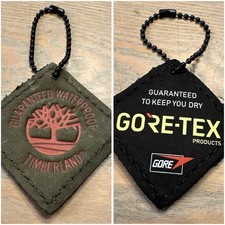 GUARANTEED WATERPROOF
TIMBERLAND
GUARANTEED
TO KEEP YOU DRY
GORE-TEX
PRODUCTS
GORE